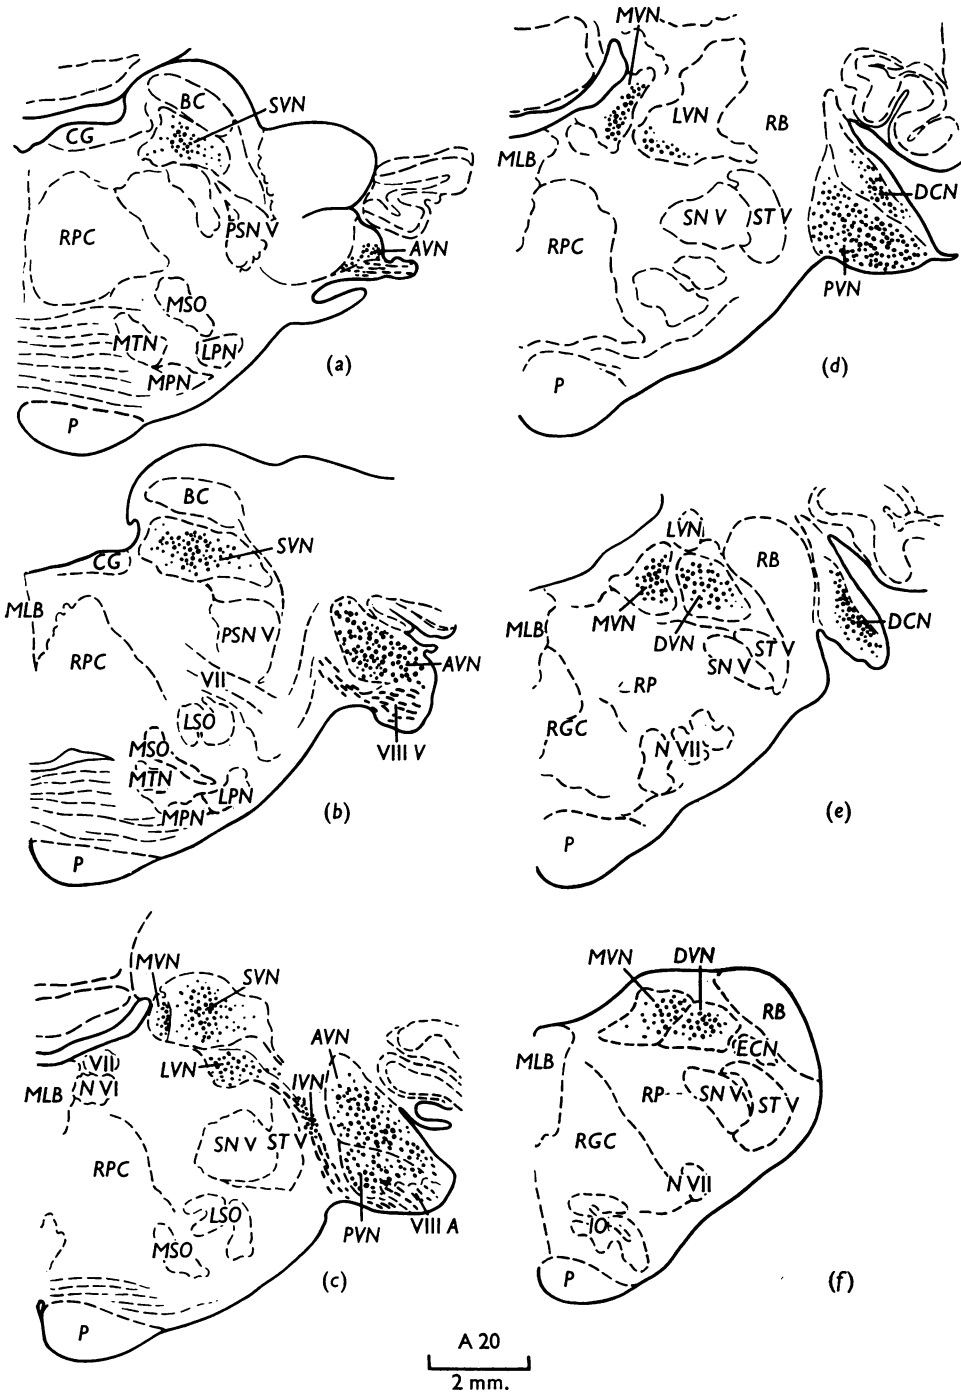 BC
SVN
CG
RPC
PSN V
AVN
MSO
MTN
LPN
MPN
P
(a)
BC
SVN
CG
MLB
RPC
PSN V
AVN
VII
LSO
VIII V
MSO
MTN
LPN
MPN
P
(b)
MVN
SVN
AVN
VII
LVN
IVN
MLB
N VI
SN V
ST V
RPC
LSO
MSO
PVN
VIII A
P
(c)
MVN
LVN
RB
MLB
DCN
SN V
ST V
RPC
PVN
P
(d)
LVN
RB
MVN
MLB
DVN
DCN
SN V
ST V
RP
RGC
N VII
P
(e)
MVN
DVN
RB
MLB
ECN
RP
SN V
ST V
RGC
N VII
IO
P
(f)
A 20
2 mm.